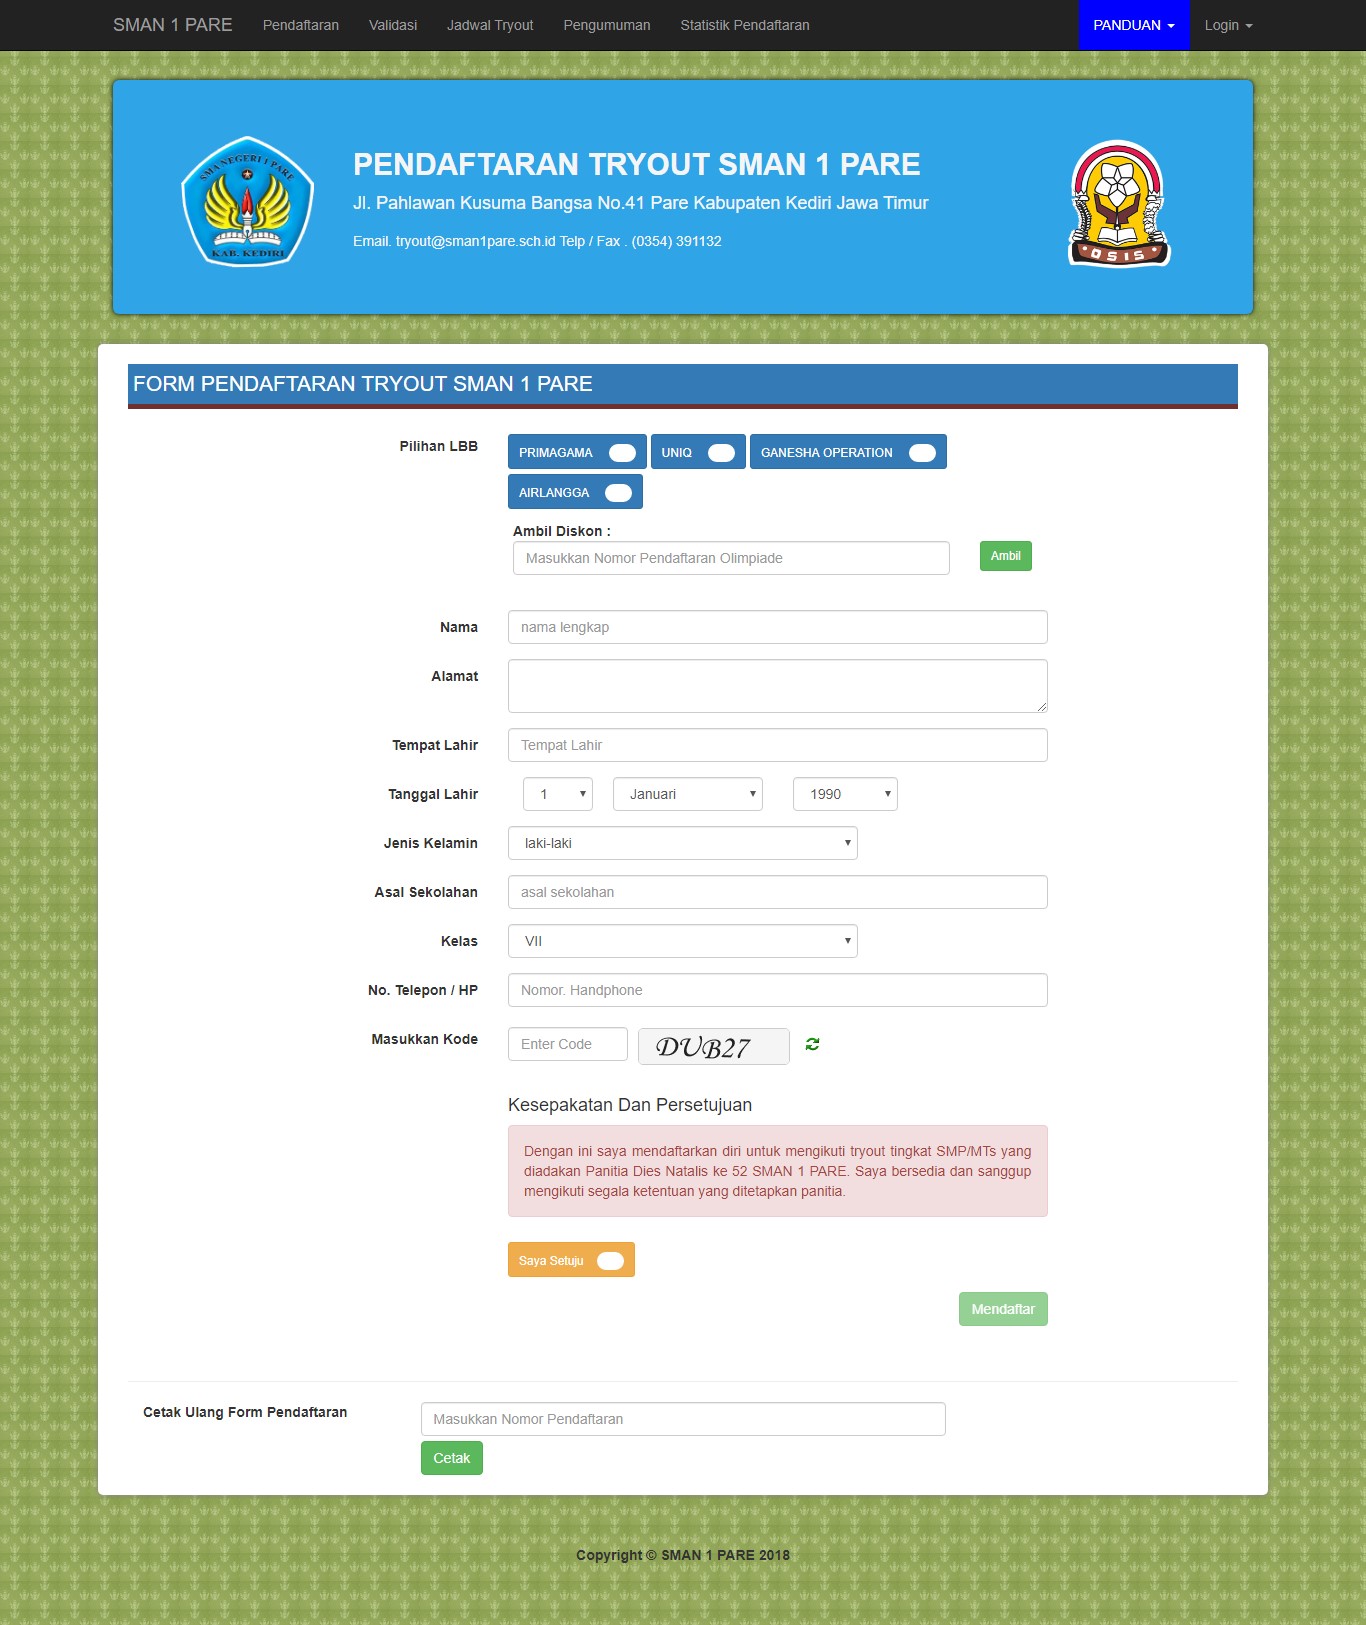 SMAN 1 PARE Pendaftaran Validasi Jadwal Tryout Pengumuman Statistik Pendaftaran PANDUAN Login
SMA NEGERI 1 PARE
KAB. KEDIRI
PENDAFTARAN TRYOUT SMAN 1 PARE
Jl. Pahlawan Kusuma Bangsa No.41 Pare Kabupaten Kediri Jawa Timur
Email. tryout@sman1pare.sch.id Telp / Fax . (0354) 391132
OSIS
FORM PENDAFTARAN TRYOUT SMAN 1 PARE
Pilihan LBB PRIMAGAMA UNIQ GANESHA OPERATION
AIRLANGGA
Ambil Diskon :
Masukkan Nomor Pendaftaran Olimpiade Ambil
Nama nama lengkap
Alamat
Tempat Lahir Tempat Lahir
Tanggal Lahir 1 Januari 1990
Jenis Kelamin laki-laki
Asal Sekolahan asal sekolahan
Kelas VII
No. Telepon / HP Nomor. Handphone
Masukkan Kode Enter Code DUB27
Kesepakatan Dan Persetujuan
Dengan ini saya mendaftarkan diri untuk mengikuti tryout tingkat SMP/MTs yang
diadakan Panitia Dies Natalis ke 52 SMAN 1 PARE. Saya bersedia dan sanggup
mengikuti segala ketentuan yang ditetapkan panitia.
Saya Setuju
Mendaftar
Cetak Ulang Form Pendaftaran Masukkan Nomor Pendaftaran
Cetak
Copyright © SMAN 1 PARE 2018